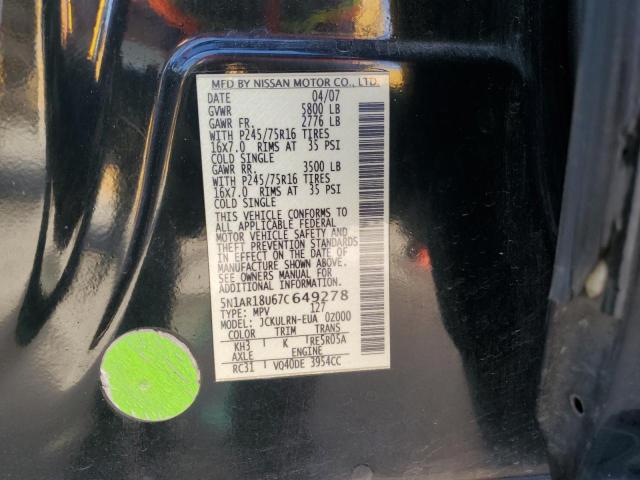 MFD BY NISSAN MOTOR CO., LTD.
DATE 04/07
GVWR 5800 LB
GAWR FR. 2776 LB
WITH P245/75R16 TIRES
16X7.0 RIMS AT 35 PSI
COLD SINGLE
GAWR RR. 3500 LB
WITH P245/75R16 TIRES
16X7.0 RIMS AT 35 PSI
COLD SINGLE
THIS VEHICLE CONFORMS TO
ALL APPLICABLE FEDERAL
MOTOR VEHICLE SAFETY AND
THEFT PREVENTION STANDARDS
IN EFFECT ON THE DATE OF
MANUFACTURE SHOWN ABOVE.
SEE OWNERS MANUAL FOR
ADDITIONAL INFORMATION.
5N1AR18U67C649278
TYPE: MPV 127
MODEL: JCKULRN-EUA 02000
COLOR TRIM TRANS
KH3 K RE5R05A
AXLE ENGINE
RC31 VQ40DE 3954CC